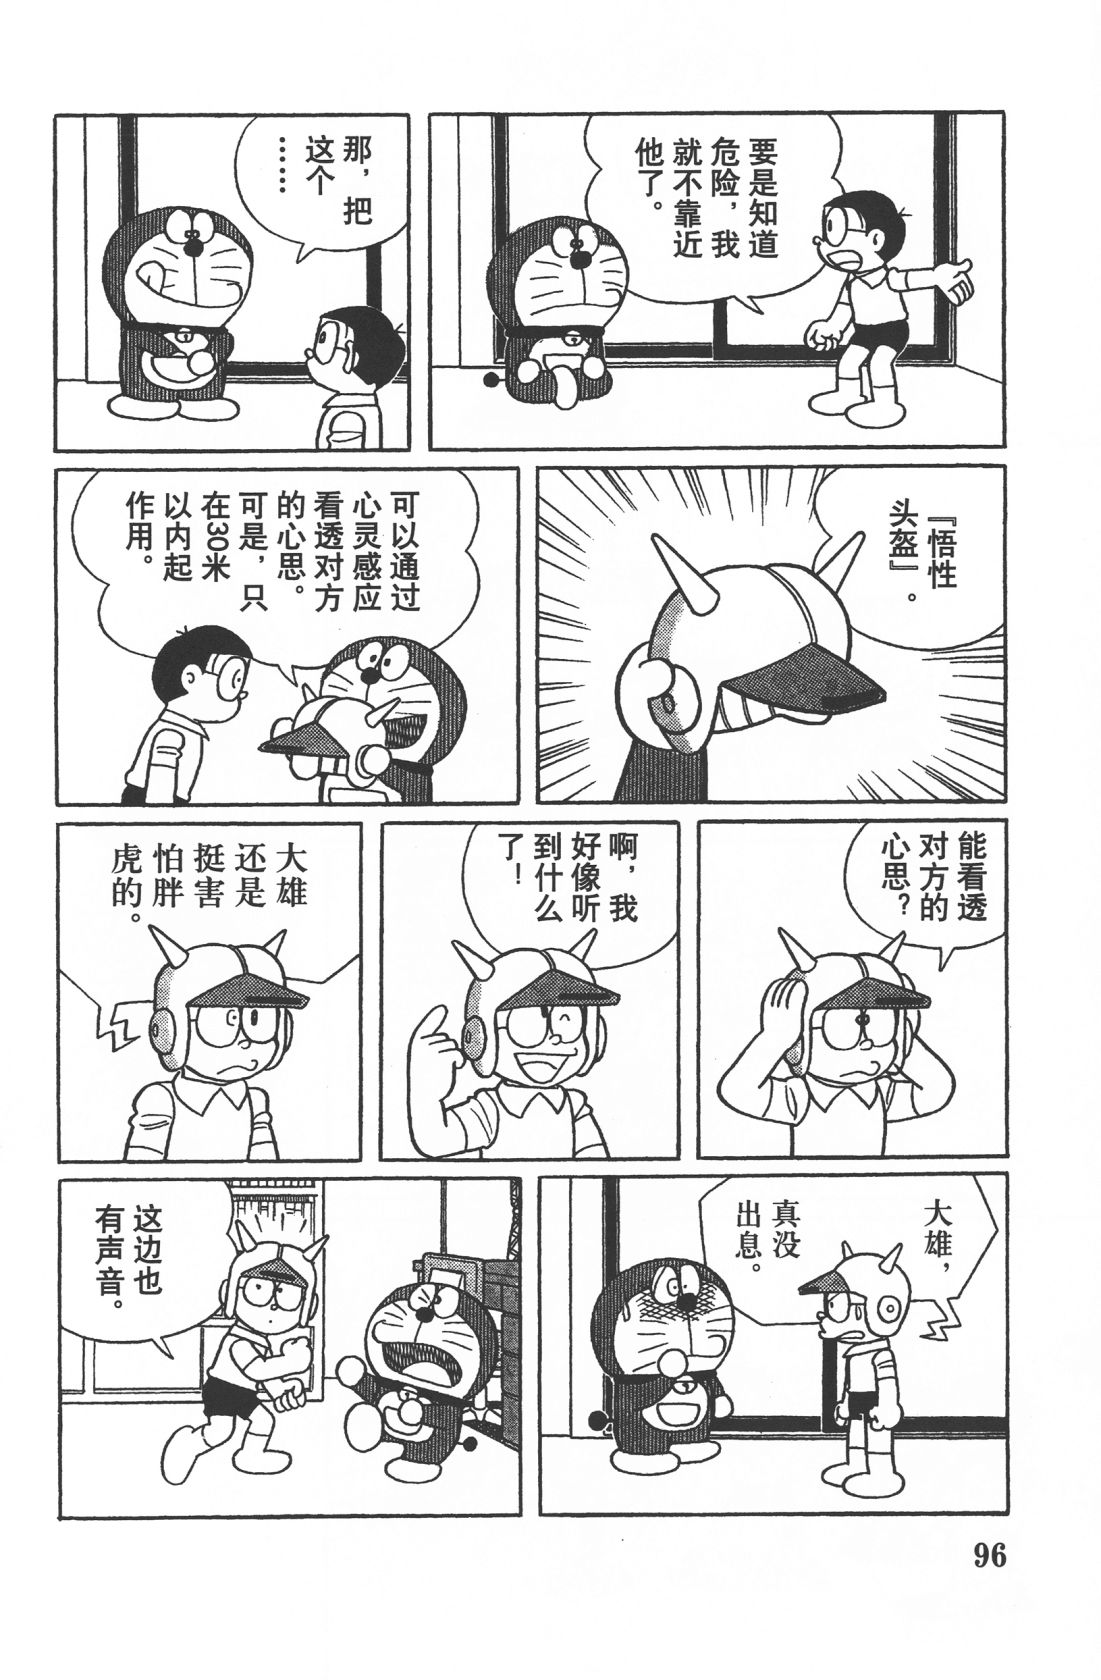 要是知道
危险，我
就不靠近
他了。
那，把
这个
……
『悟性
头盔』。
可以通过
心灵感应
看透对方
的心思。
可是，只
在30米
以内起
作用。
能看透
对方的
心思？
啊，我
好像听
到什么
了！
大雄
还是
挺害
怕胖
虎的。
大雄，
真没
出息。
这边也
有声音。
96